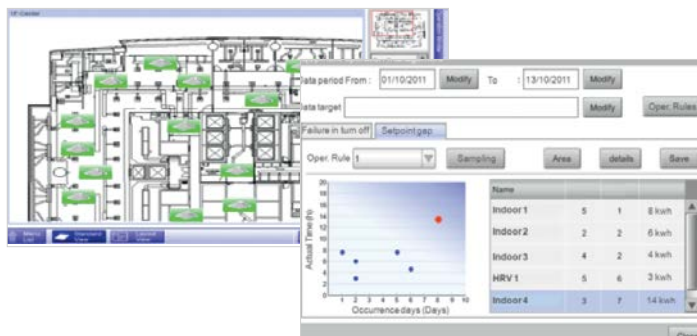 Data period From : 01/10/2011 Modify To : 13/10/2011 Modify
Data target Modify Oper. Rules
Failure in turn off Setpoint gap
Oper. Rule 1 Sampling Area details Save
Actual Time (h)
20
18
16
14
12
10
8
6
4
2
0
0 1 2 3 4 5 6 7 8 9 10
Occurrence days (Days)
Name
Indoor1 5 1 8 kwh
Indoor2 2 2 6 kwh
Indoor3 4 2 4 kwh
HRV1 5 6 3 kwh
Indoor4 3 7 14 kwh
Menu List
Standard View
Layout View